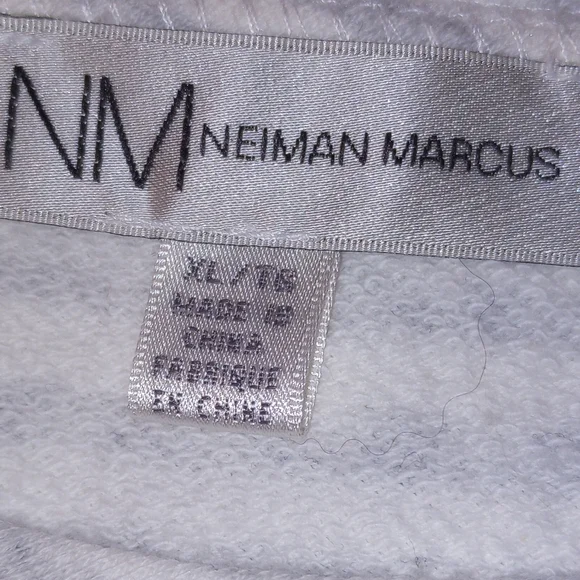 NM NEIMAN MARCUS
XL/TG
MADE IN
CHINA
FABRIQUE
EN CHINE